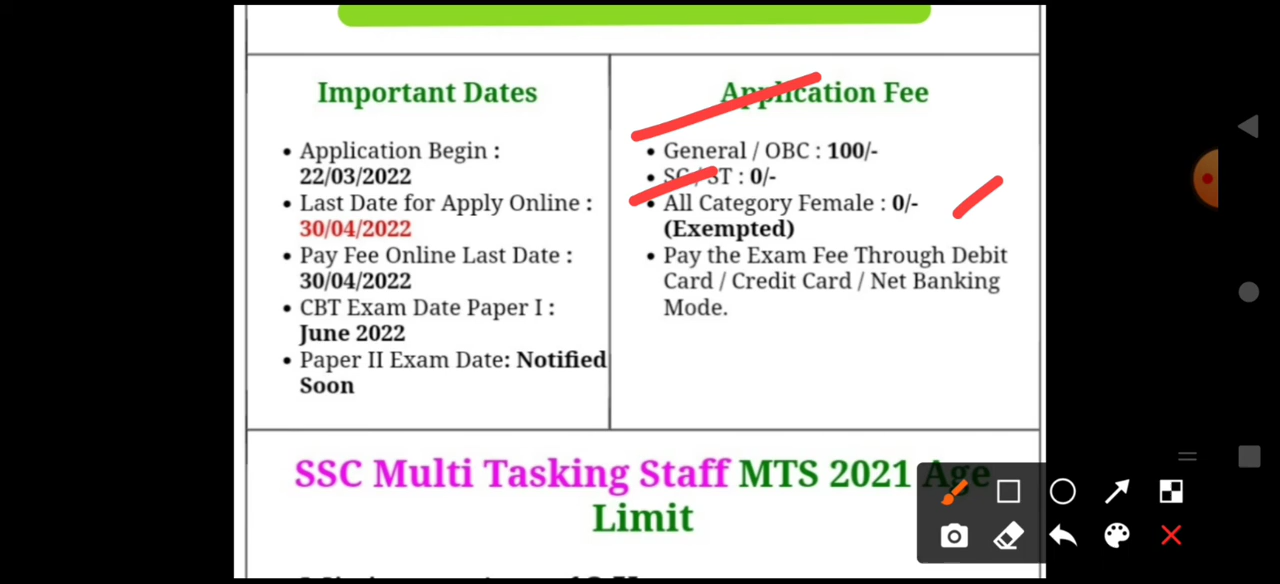 Important Dates
Application Begin :
22/03/2022
Last Date for Apply Online :
30/04/2022
Pay Fee Online Last Date :
30/04/2022
CBT Exam Date Paper I :
June 2022
Paper II Exam Date: Notified
Soon
Application Fee
General / OBC : 100/-
SC / ST : 0/-
All Category Female : 0/-
(Exempted)
Pay the Exam Fee Through Debit
Card / Credit Card / Net Banking
Mode.
SSC Multi Tasking Staff MTS 2021 Age
Limit